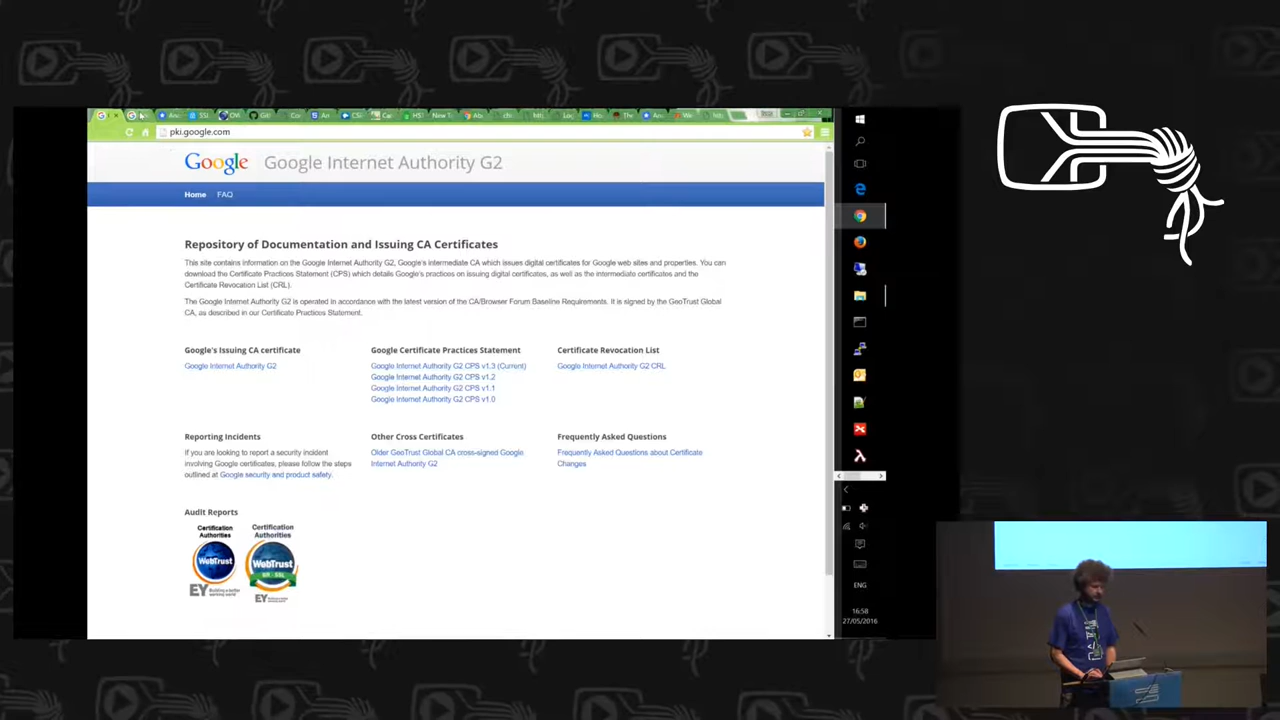 pki.google.com
Google Google Internet Authority G2
Home FAQ
Repository of Documentation and Issuing CA Certificates
This site contains information on the Google Internet Authority G2, Google's intermediate CA which issues digital certificates for Google web sites and properties. You can
download the Certificate Practices Statement (CPS) which details Google's practices on issuing digital certificates, as well as the intermediate certificates and the
Certificate Revocation List (CRL).
The Google Internet Authority G2 is operated in accordance with the latest version of the CA/Browser Forum Baseline Requirements. It is signed by the GeoTrust Global
CA, as described in our Certificate Practices Statement.
Google's Issuing CA certificate
Google Internet Authority G2
Google Certificate Practices Statement
Google Internet Authority G2 CPS v1.3 (Current)
Google Internet Authority G2 CPS v1.2
Google Internet Authority G2 CPS v1.1
Google Internet Authority G2 CPS v1.0
Certificate Revocation List
Google Internet Authority G2 CRL
Reporting Incidents
If you are looking to report a security incident
involving Google certificates, please follow the steps
outlined at Google security and product safety.
Other Cross Certificates
Older GeoTrust Global CA cross-signed Google
Internet Authority G2
Frequently Asked Questions
Frequently Asked Questions about Certificate
Changes
Audit Reports
Certification
Authorities
WebTrust
EY
Certification
Authorities
WebTrust
EY
ENG
16:58
27/05/2016